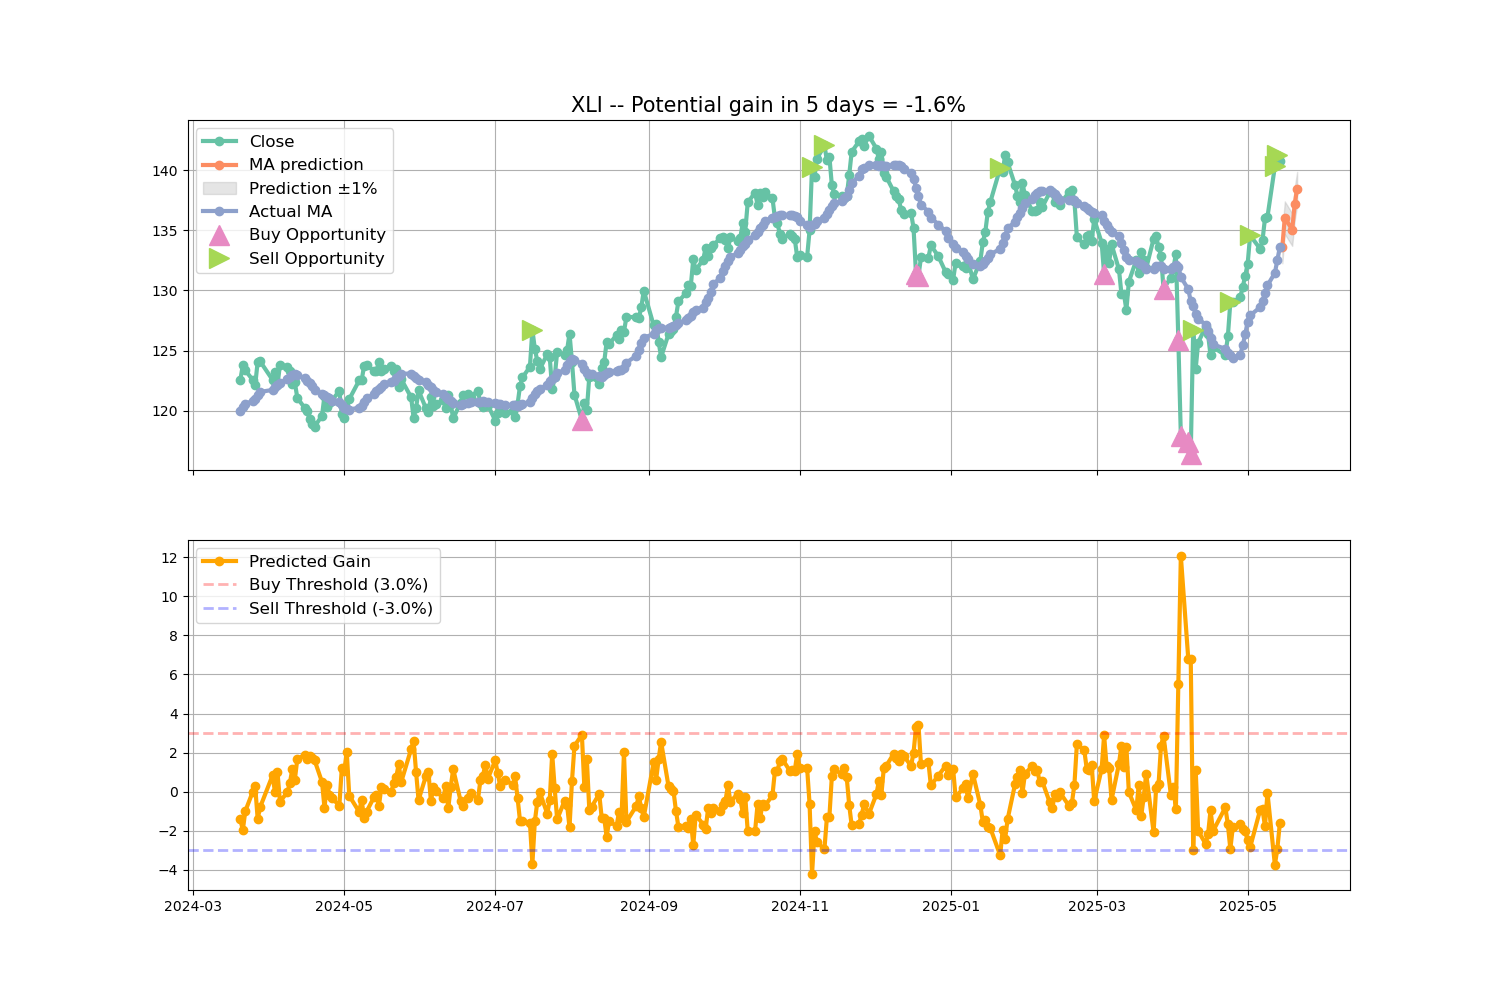 XLI -- Potential gain in 5 days = -1.6%
Close
MA prediction
Prediction ±1%
Actual MA
Buy Opportunity
Sell Opportunity
140
135
130
125
120
Predicted Gain
Buy Threshold (3.0%)
Sell Threshold (-3.0%)
12
10
8
6
4
2
0
−2
−4
2024-03 2024-05 2024-07 2024-09 2024-11 2025-01 2025-03 2025-05